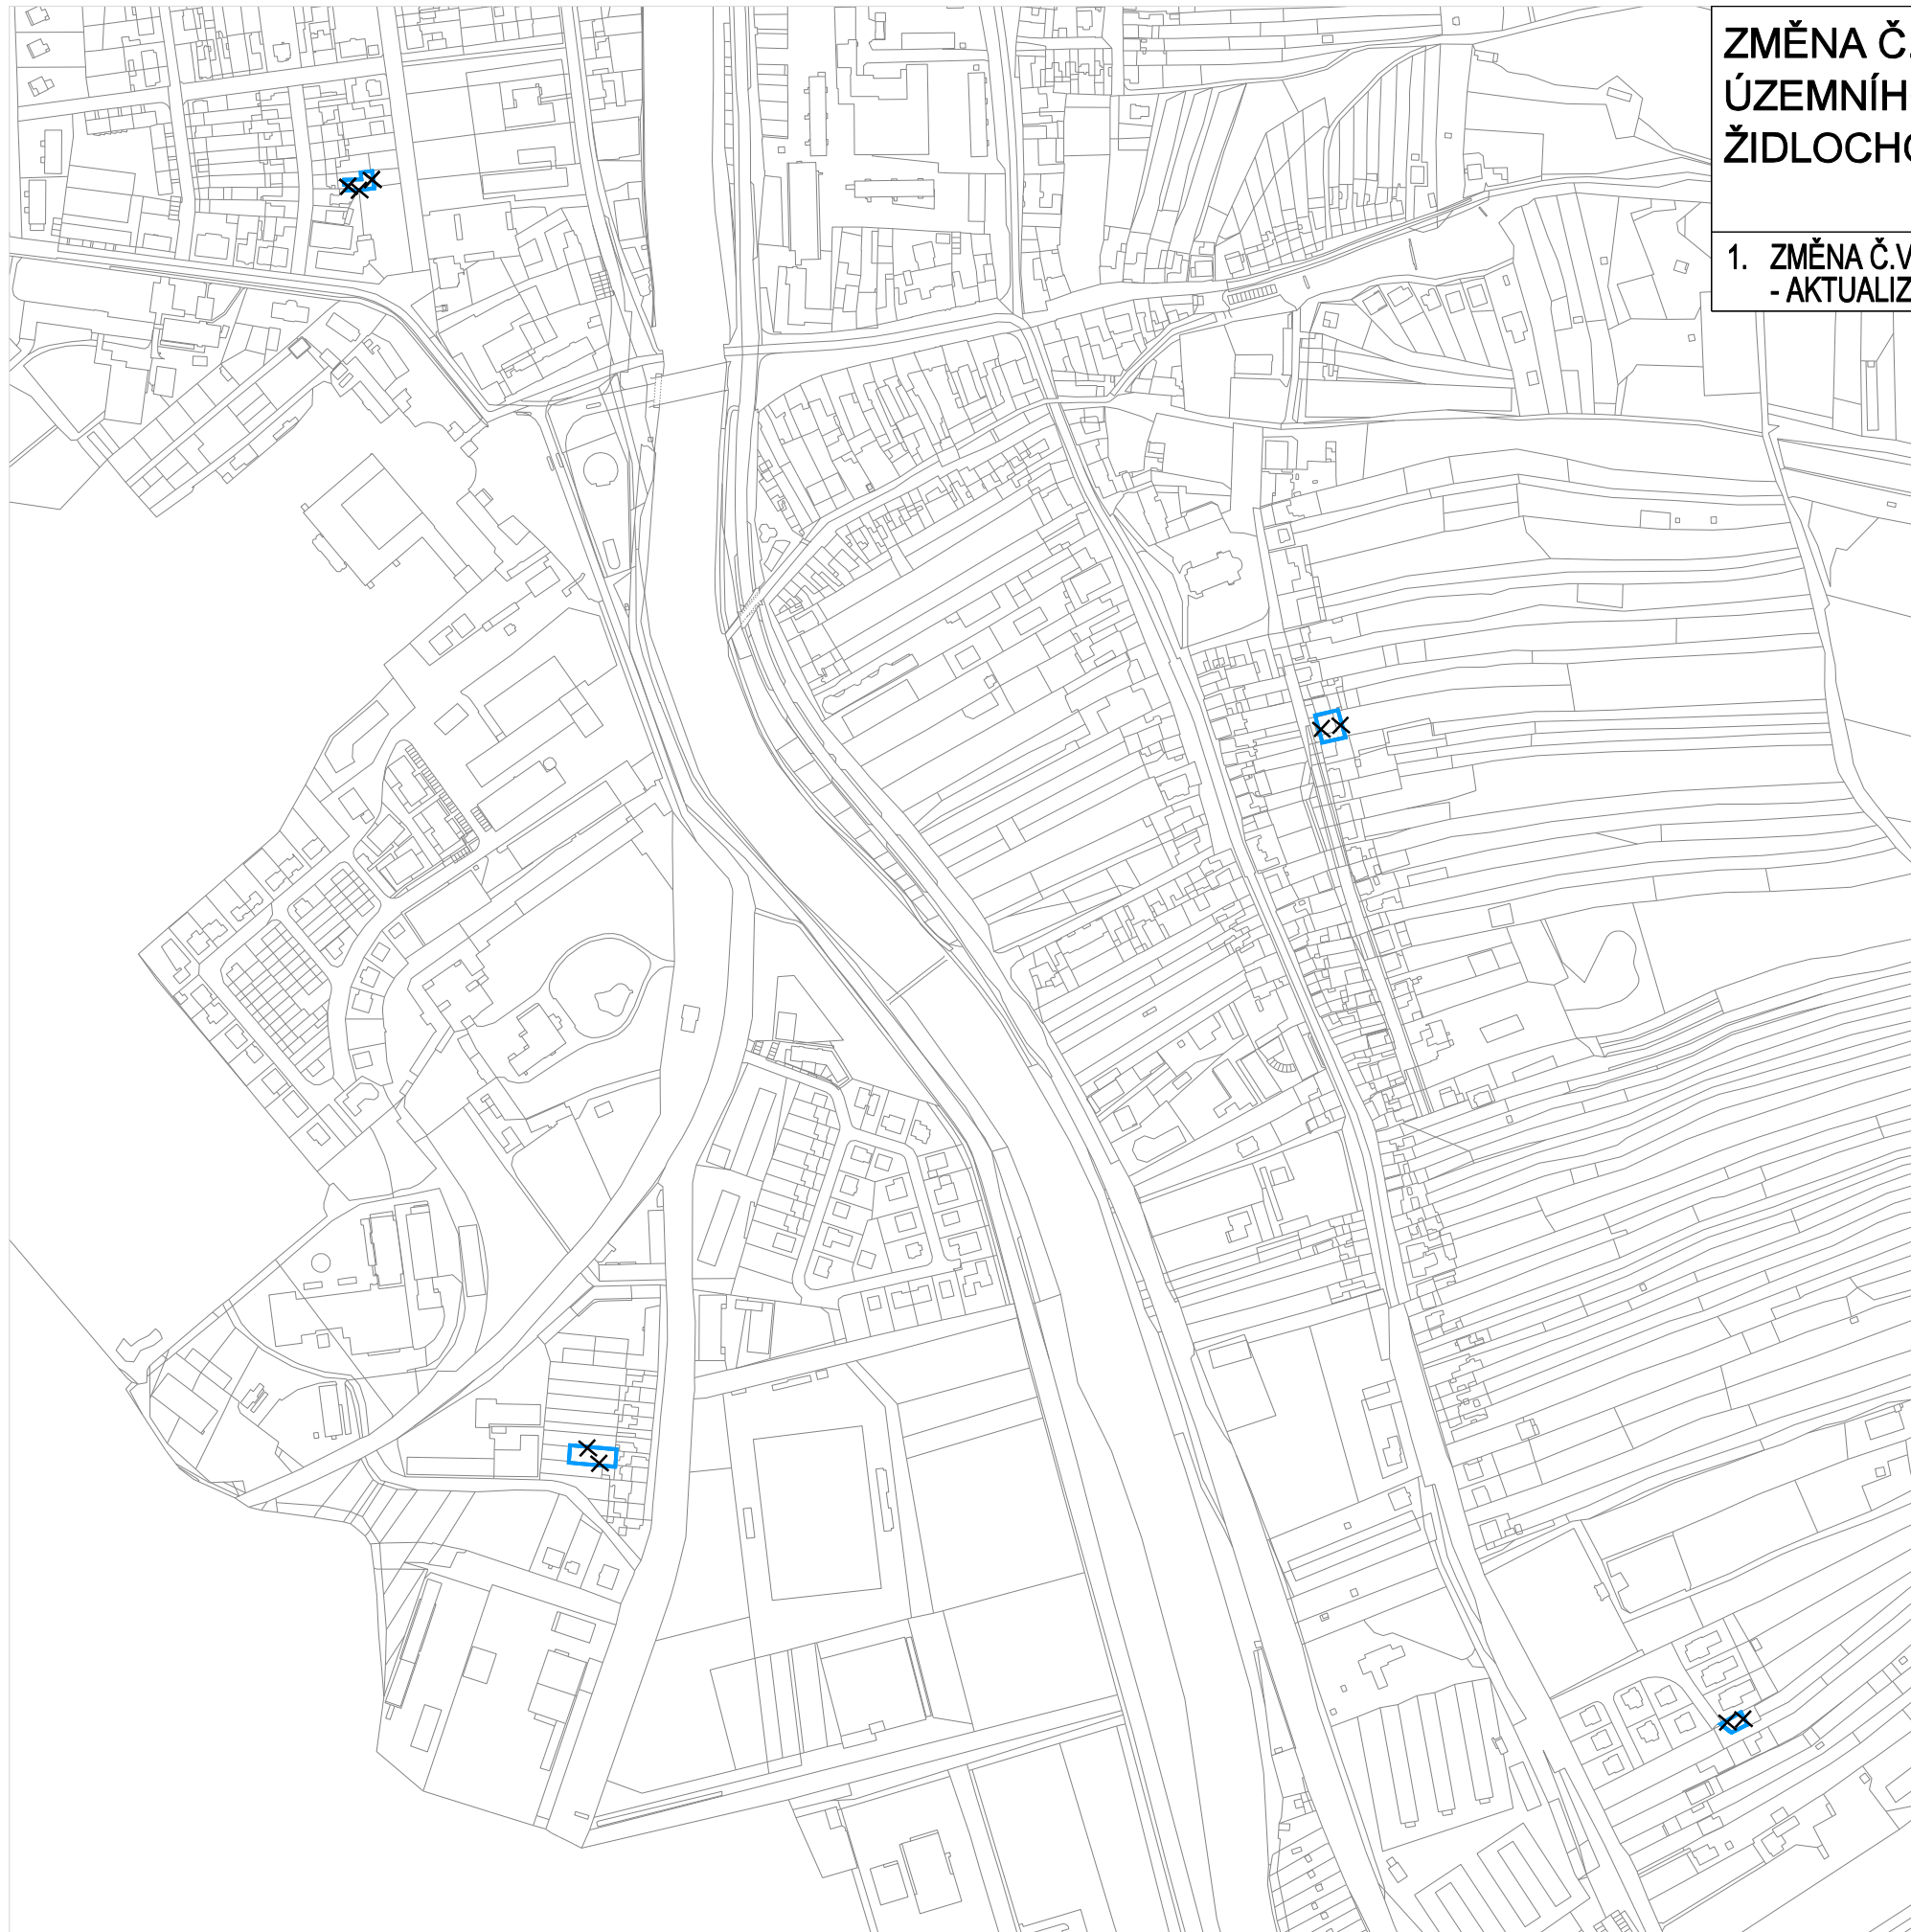 ZMĚNA Č.
ÚZEMNÍH
ŽIDLOCHO
1. ZMĚNA Č.V
- AKTUALIZ